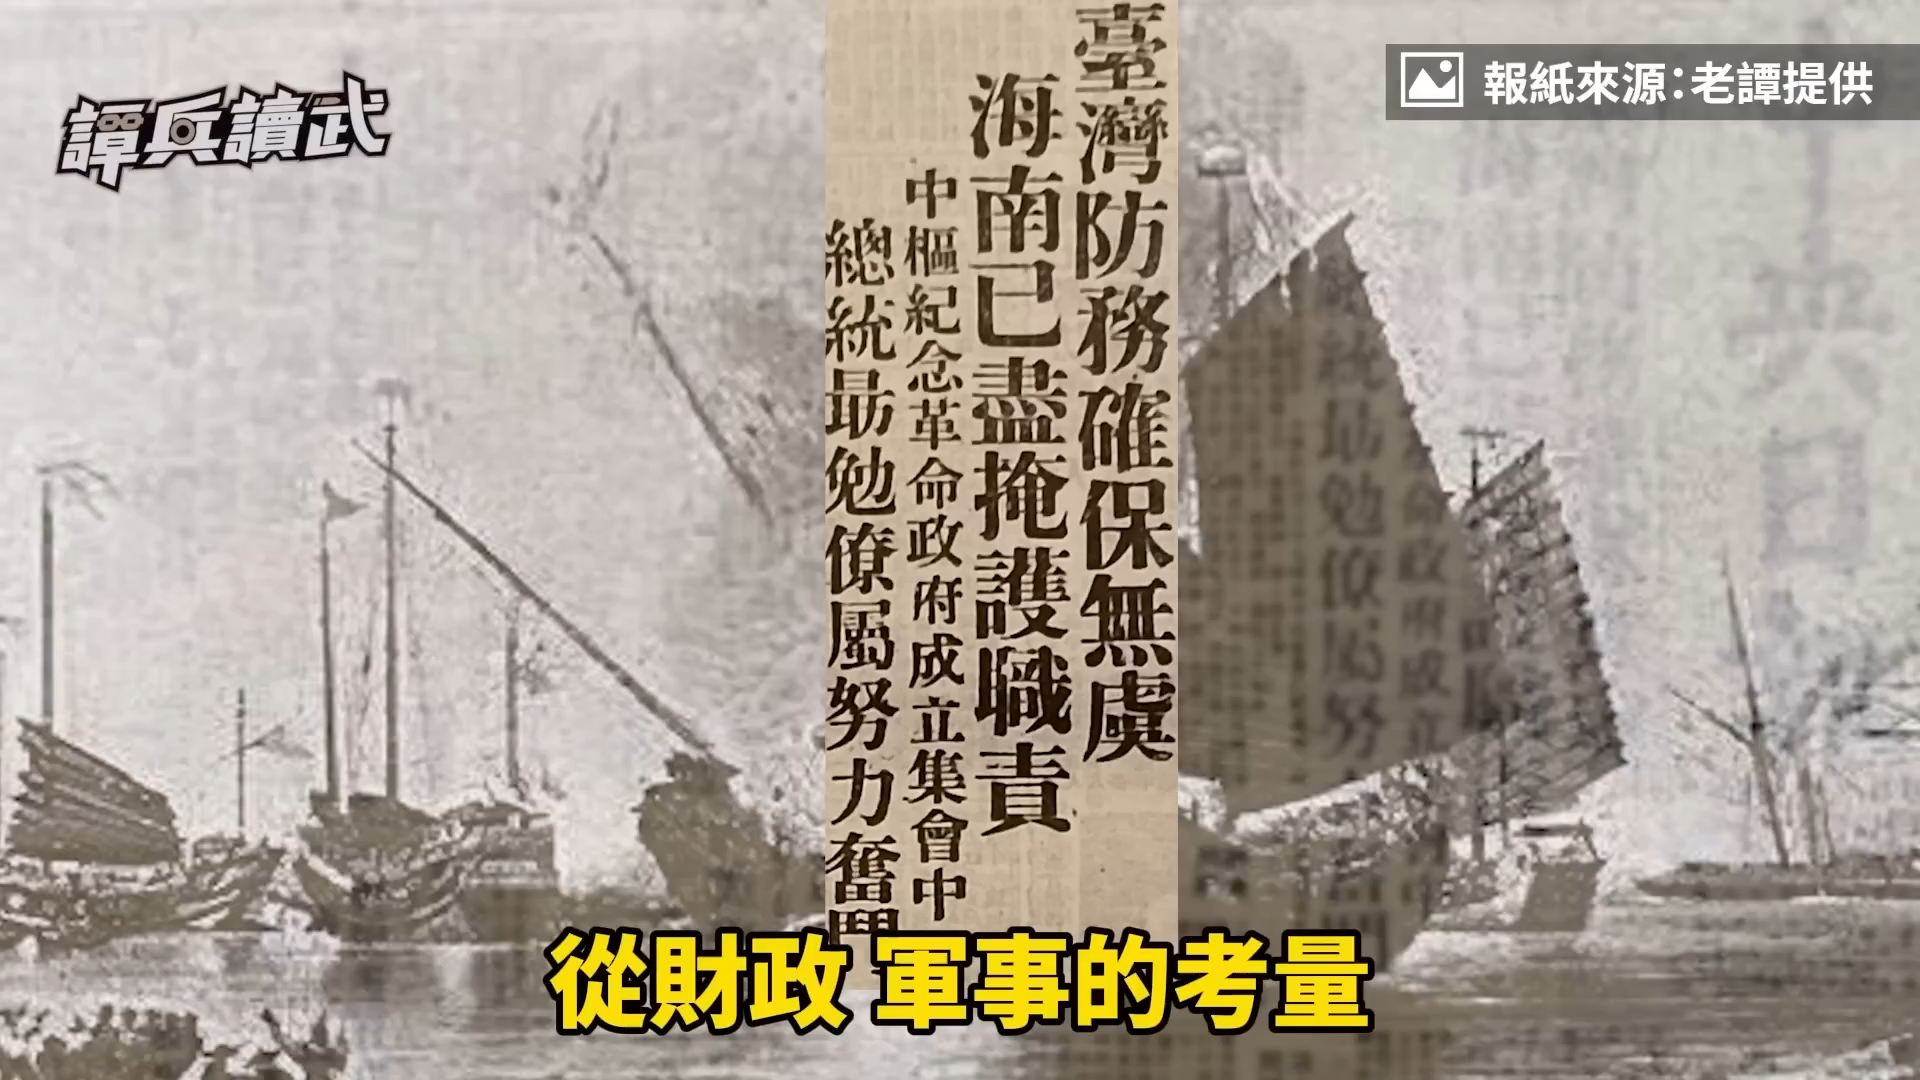 譚兵讀武
報紙來源：老譚提供
臺灣防務確保無虞
海南已盡掩護職責
中樞紀念革命政府成立集會中
總統勗勉僚屬努力奮鬥
從財政 軍事的考量